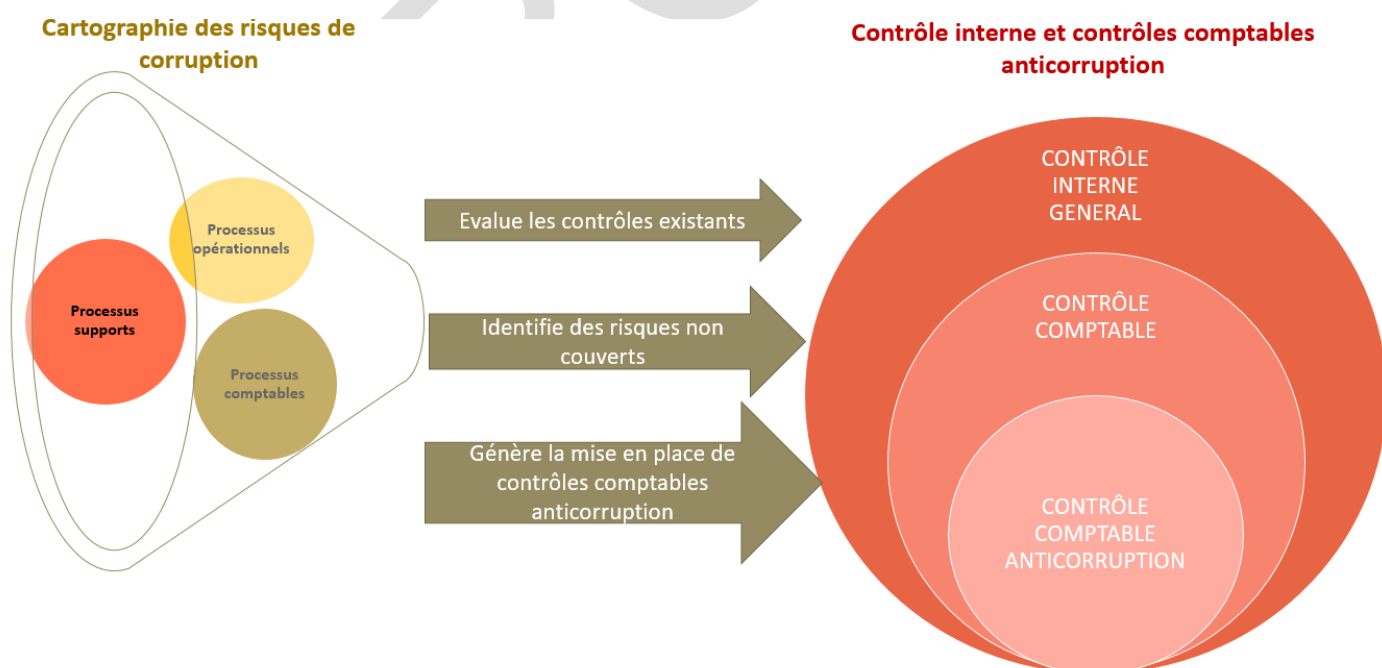 Cartographie des risques de
corruption
Contrôle interne et contrôles comptables
anticorruption
Processus
opérationnels
Processus
supports
Processus
comptables
Evalue les contrôles existants
Identifie des risques non
couverts
Génère la mise en place de
contrôles comptables
anticorruption
CONTRÔLE
INTERNE
GENERAL
CONTRÔLE
COMPTABLE
CONTRÔLE
COMPTABLE
ANTICORRUPTION